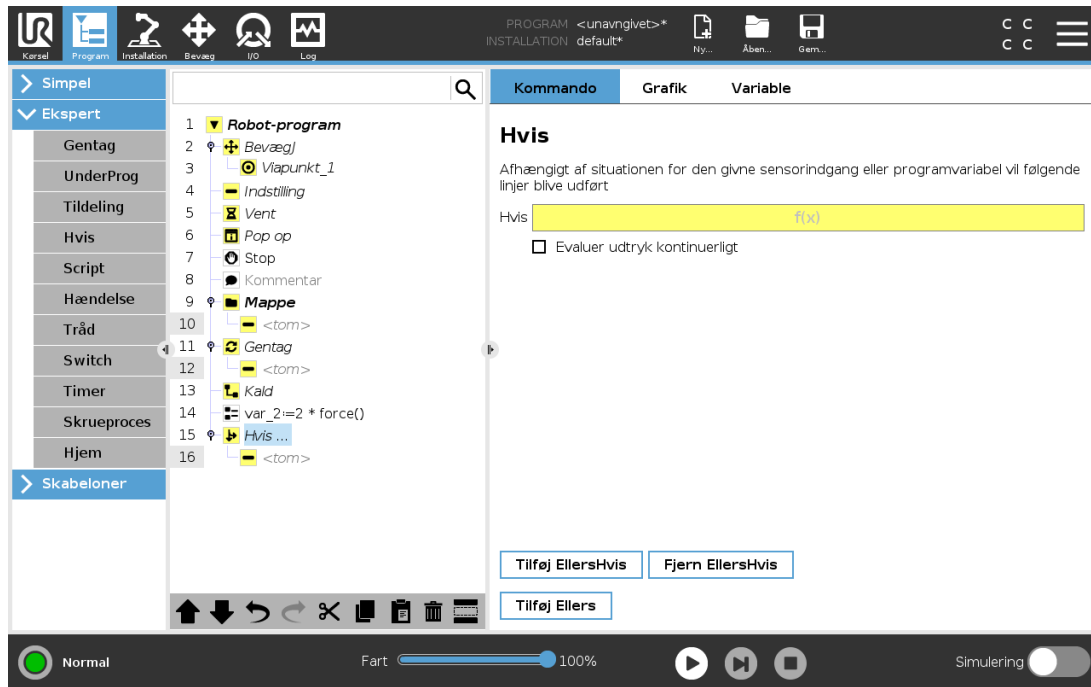 PROGRAM <unavngivet>*
INSTALLATION default*
UR
Kørsel
Program
Installation
Bevæg
I/O
Log
Ny...
Åben...
Gem...
C C
C C
Simpel
Ekspert
Gentag
UnderProg
Tildeling
Hvis
Script
Hændelse
Tråd
Switch
Timer
Skrueproces
Hjem
Skabeloner
1 Robot-program
2 BevægJ
3 Viapunkt_1
4 Indstilling
5 Vent
6 Pop op
7 Stop
8 Kommentar
9 Mappe
10 <tom>
11 Gentag
12 <tom>
13 Kald
14 var_2:=2 * force()
15 Hvis ...
16 <tom>
Kommando
Grafik
Variable
Hvis
Afhængigt af situationen for den givne sensorindgang eller programvariabel vil følgende
linjer blive udført
Hvis f(x)
Evaluer udtryk kontinuerligt
Tilføj EllersHvis
Fjern EllersHvis
Tilføj Ellers
Normal
Fart 100%
Simulering